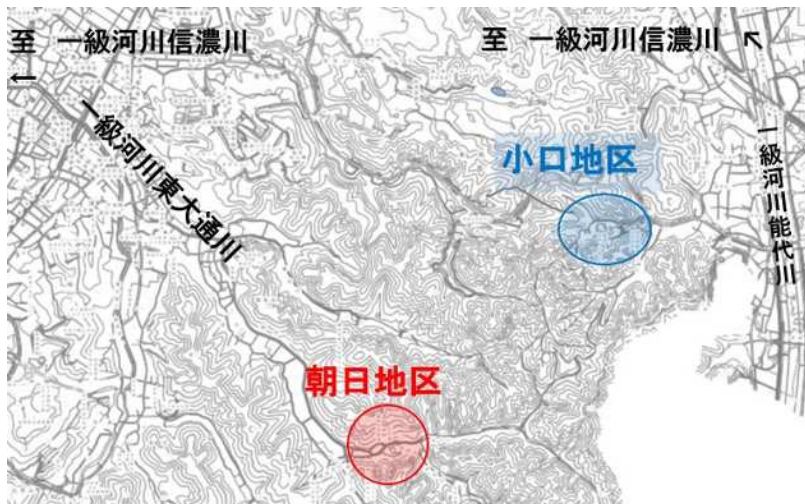 至 一級河川信濃川
←
至 一級河川信濃川 ↖
一級河川東大通川
小口地区
一級河川能代川
朝日地区